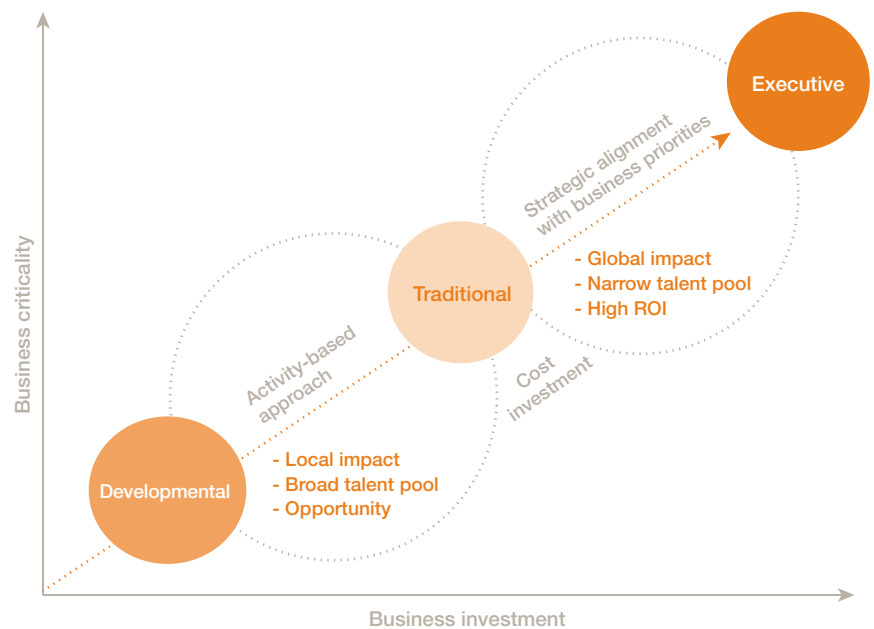 Executive
Strategic alignment
with business priorities
- Global impact
- Narrow talent pool
- High ROI
Traditional
Business criticality
Activity-based
approach
Cost
investment
- Local impact
- Broad talent pool
- Opportunity
Developmental
Business investment